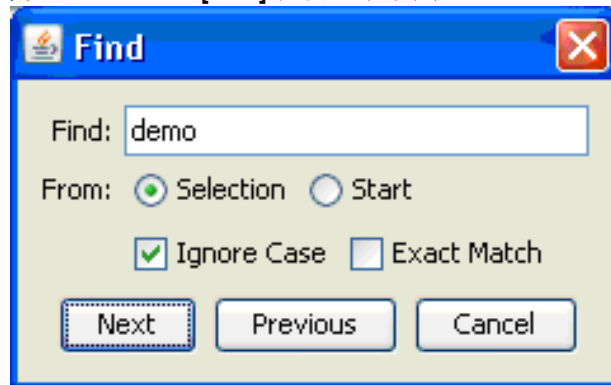 Find
Find: demo
From: Selection Start
Ignore Case Exact Match
Next Previous Cancel